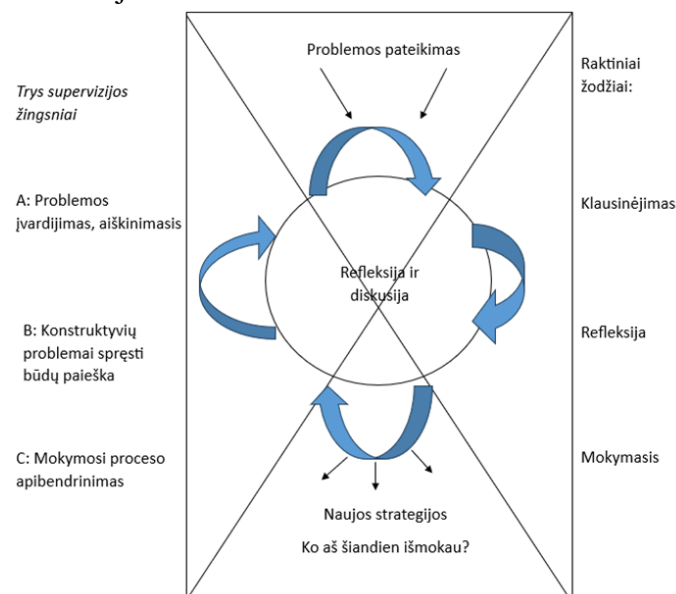 Problemos pateikimas
Trys supervizijos
žingsniai
Raktiniai
žodžiai:
A: Problemos
įvardijimas, aiškinimasis
Klausinėjimas
Refleksija ir
diskusija
B: Konstruktyvių
problemai spręsti
būdų paieška
Refleksija
C: Mokymosi proceso
apibendrinimas
Mokymasis
Naujos strategijos
Ko aš šiandien išmokau?